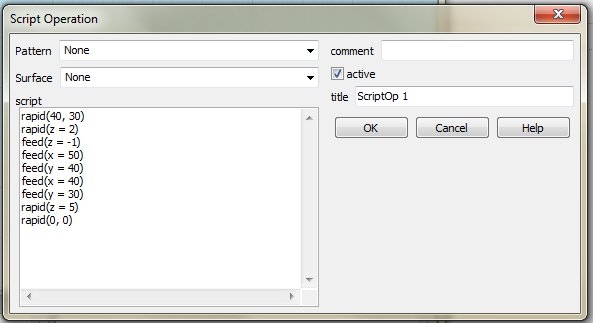 Script Operation
Pattern None
comment
Surface None
active
script
title ScriptOp 1
rapid(40, 30)
rapid(z = 2)
feed(z = -1)
feed(x = 50)
feed(y = 40)
feed(x = 40)
feed(y = 30)
rapid(z = 5)
rapid(0, 0)
OK Cancel Help